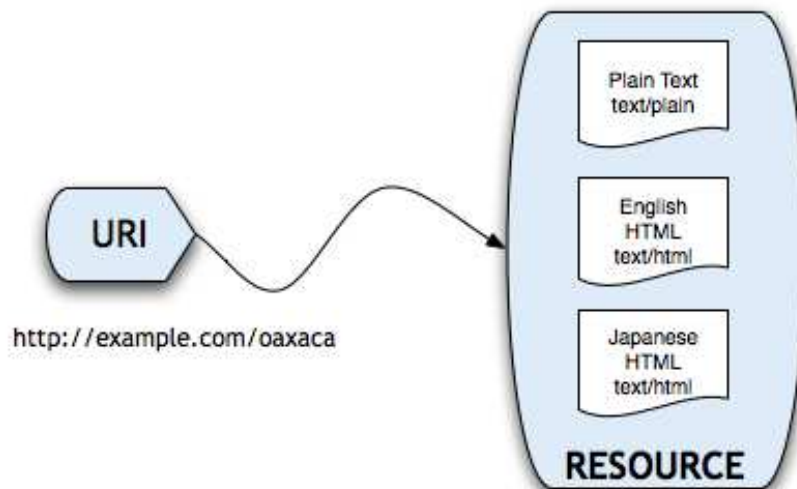 URI
http://example.com/oaxaca
Plain Text
text/plain
English
HTML
text/html
Japanese
HTML
text/html
RESOURCE